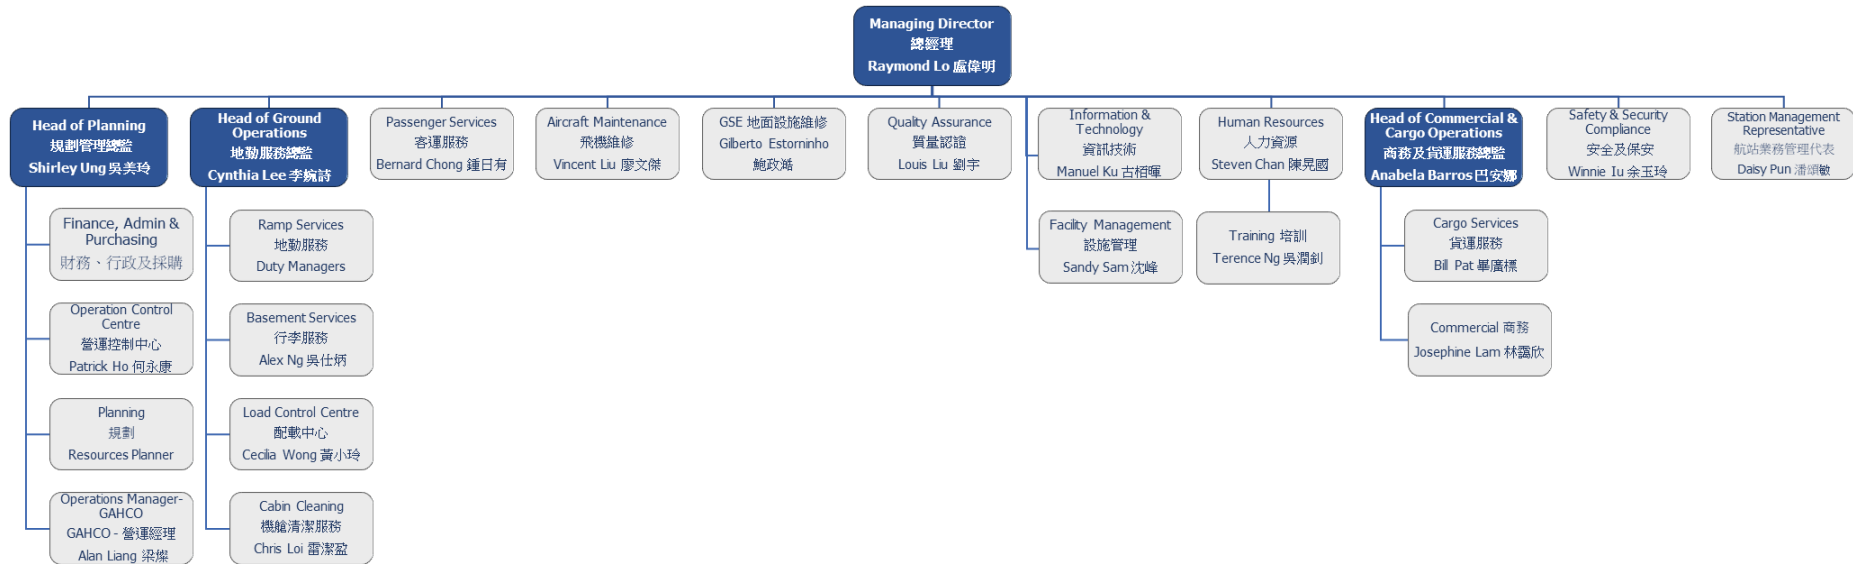 Managing Director
總經理
Raymond Lo 盧偉明
Head of Planning
規劃管理總監
Shirley Ung 吳美玲
Head of Ground
Operations
地勤服務總監
Cynthia Lee 李婉詩
Passenger Services
客運服務
Bernard Chong 鍾日有
Aircraft Maintenance
飛機維修
Vincent Liu 廖文傑
GSE 地面設施維修
Gilberto Estorninho
鮑政澔
Quality Assurance
質量認證
Louis Liu 劉宇
Information &
Technology
資訊技術
Manuel Ku 古栢暉
Human Resources
人力資源
Steven Chan 陳晃國
Head of Commercial &
Cargo Operations
商務及貨運服務總監
Anabela Barros 巴安娜
Safety & Security
Compliance
安全及保安
Winnie Iu 余玉玲
Station Management
Representative
航站業務管理代表
Daisy Pun 潘頌敏
Finance, Admin &
Purchasing
財務、行政及採購
Operation Control
Centre
營運控制中心
Patrick Ho 何永康
Planning
規劃
Resources Planner
Operations Manager-
GAHCO
GAHCO - 營運經理
Alan Liang 梁燦
Ramp Services
地勤服務
Duty Managers
Basement Services
行李服務
Alex Ng 吳仕炳
Load Control Centre
配載中心
Cecilia Wong 黃小玲
Cabin Cleaning
機艙清潔服務
Chris Loi 雷潔盈
Facility Management
設施管理
Sandy Sam 沈峰
Training 培訓
Terence Ng 吳潤釗
Cargo Services
貨運服務
Bill Pat 畢廣標
Commercial 商務
Josephine Lam 林靄欣